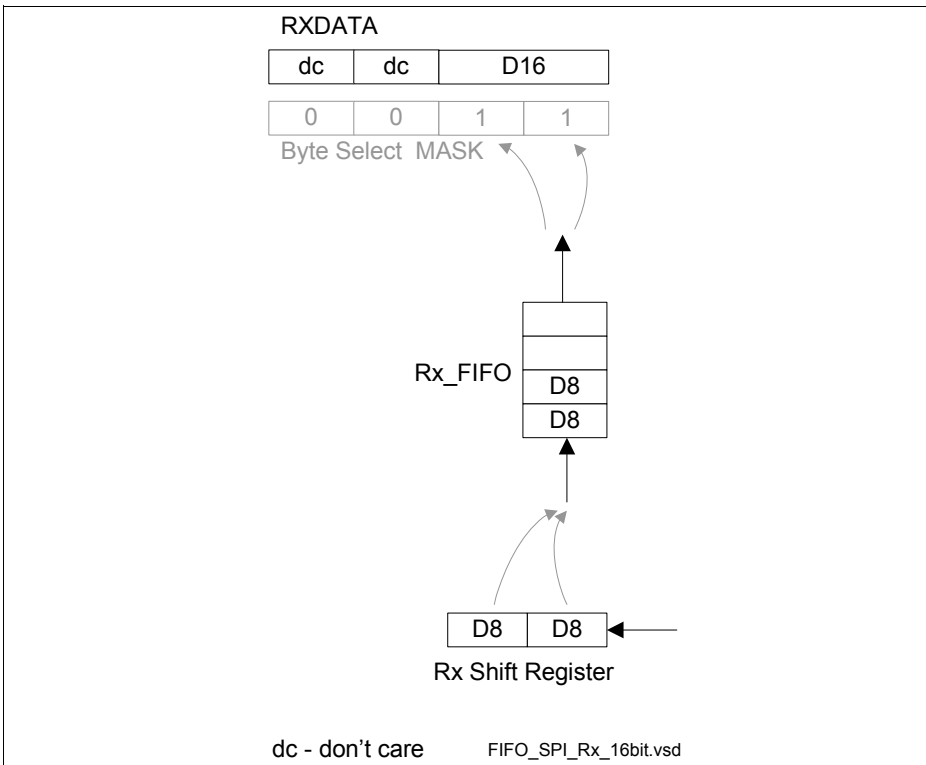 RXDATA
dc dc D16
0 0 1 1
Byte Select MASK
Rx_FIFO
D8
D8
D8 D8
Rx Shift Register
dc - don't care FIFO_SPI_Rx_16bit.vsd